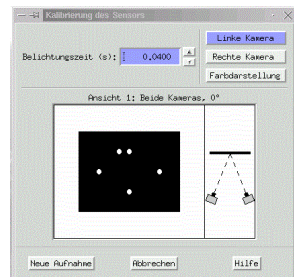 Kalibrierung des Sensors
Linke Kamera
Belichtungszeit (s): 0.0400
Rechte Kamera
Farbdarstellung
Ansicht 1: Beide Kameras, 0°
Neue Aufnahme
Abbrechen
Hilfe